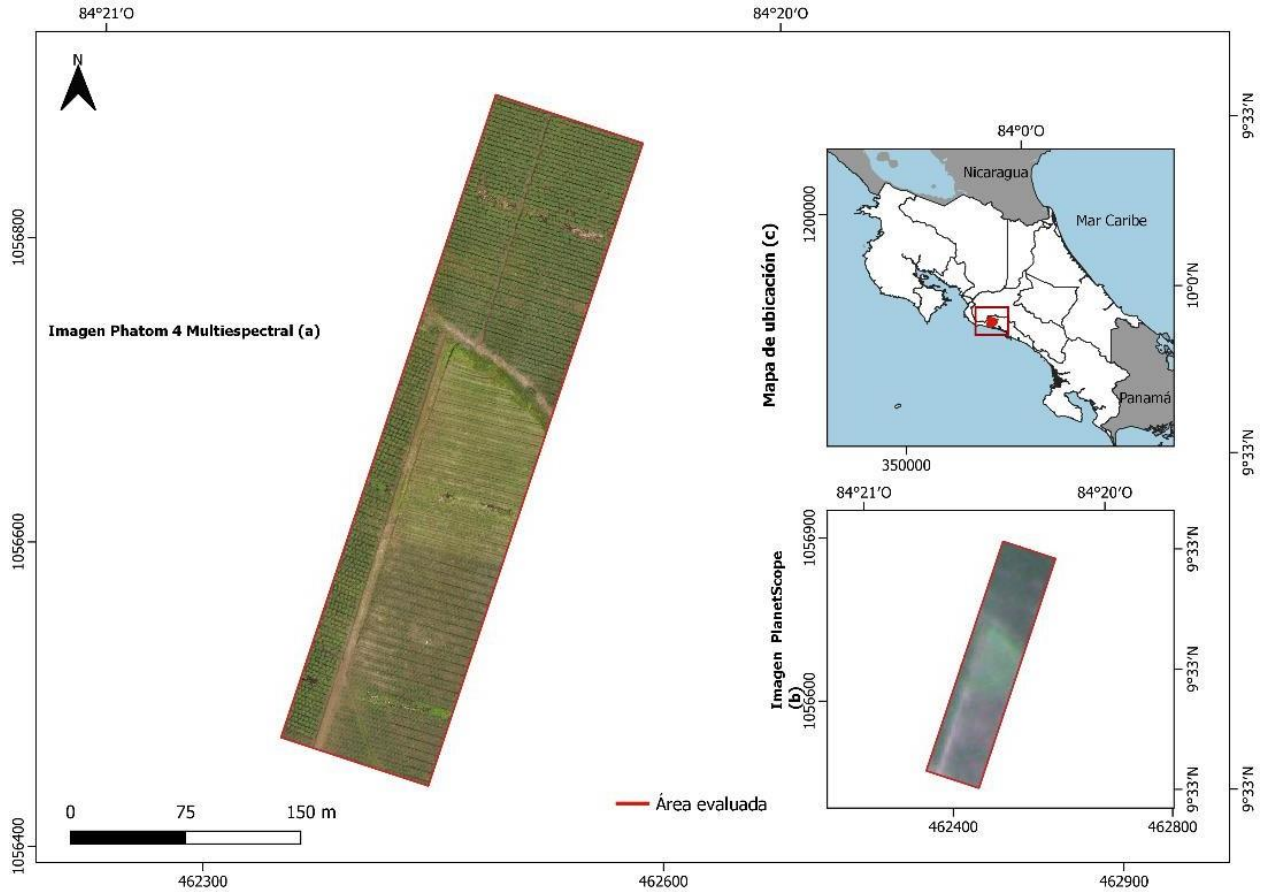 84°21'O
84°20'O
N
1056800
1056600
1056400
Imagen Phatom 4 Multiespectral (a)
0 75 150 m
Área evaluada
462300
462600
462900
9°33'N
9°33'N
9°33'N
Mapa de ubicación (c)
84°0'O
1200000
Nicaragua
Mar Caribe
10°0'N
Panamá
350000
Imagen PlanetScope
(b)
84°21'O
84°20'O
1056900
1056600
9°33'N
9°33'N
9°33'N
462400
462800